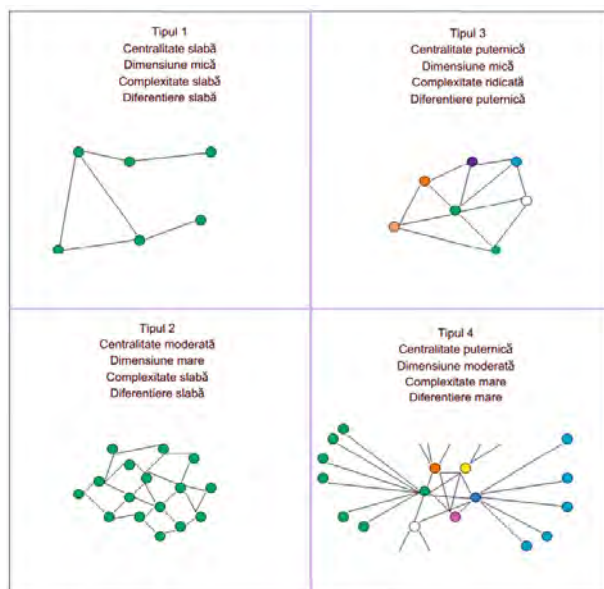 Tipul 1
Centralitate slabă
Dimensiune mică
Complexitate slabă
Diferentiere slabă
Tipul 3
Centralitate puternică
Dimensiune mică
Complexitate ridicată
Diferentiere puternică
Tipul 2
Centralitate moderată
Dimensiune mare
Complexitate slabă
Diferentiere slabă
Tipul 4
Centralitate puternică
Dimensiune moderată
Complexitate mare
Diferentiere mare